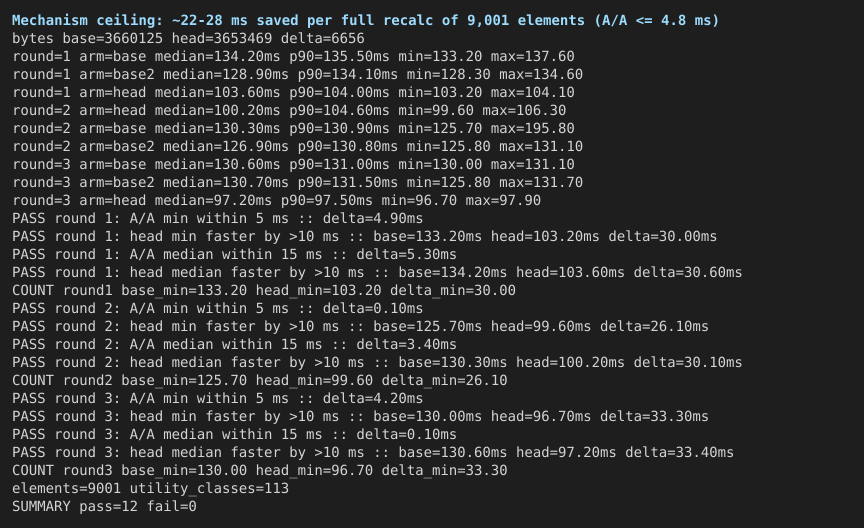 Mechanism ceiling: ~22-28 ms saved per full recalc of 9,001 elements (A/A <= 4.8 ms)
bytes base=3660125 head=3653469 delta=6656
round=1 arm=base median=134.20ms p90=135.50ms min=133.20 max=137.60
round=1 arm=base2 median=128.90ms p90=134.10ms min=128.30 max=134.60
round=1 arm=head median=103.60ms p90=104.00ms min=103.20 max=104.10
round=2 arm=head median=100.20ms p90=104.60ms min=99.60 max=106.30
round=2 arm=base median=130.30ms p90=130.90ms min=125.70 max=195.80
round=2 arm=base2 median=126.90ms p90=130.80ms min=125.80 max=131.10
round=3 arm=base median=130.60ms p90=131.00ms min=130.00 max=131.10
round=3 arm=base2 median=130.70ms p90=131.50ms min=125.80 max=131.70
round=3 arm=head median=97.20ms p90=97.50ms min=96.70 max=97.90
PASS round 1: A/A min within 5 ms :: delta=4.90ms
PASS round 1: head min faster by >10 ms :: base=133.20ms head=103.20ms delta=30.00ms
PASS round 1: A/A median within 15 ms :: delta=5.30ms
PASS round 1: head median faster by >10 ms :: base=134.20ms head=103.60ms delta=30.60ms
COUNT round1 base_min=133.20 head_min=103.20 delta_min=30.00
PASS round 2: A/A min within 5 ms :: delta=0.10ms
PASS round 2: head min faster by >10 ms :: base=125.70ms head=99.60ms delta=26.10ms
PASS round 2: A/A median within 15 ms :: delta=3.40ms
PASS round 2: head median faster by >10 ms :: base=130.30ms head=100.20ms delta=30.10ms
COUNT round2 base_min=125.70 head_min=99.60 delta_min=26.10
PASS round 3: A/A min within 5 ms :: delta=4.20ms
PASS round 3: head min faster by >10 ms :: base=130.00ms head=96.70ms delta=33.30ms
PASS round 3: A/A median within 15 ms :: delta=0.10ms
PASS round 3: head median faster by >10 ms :: base=130.60ms head=97.20ms delta=33.40ms
COUNT round3 base_min=130.00 head_min=96.70 delta_min=33.30
elements=9001 utility_classes=113
SUMMARY pass=12 fail=0